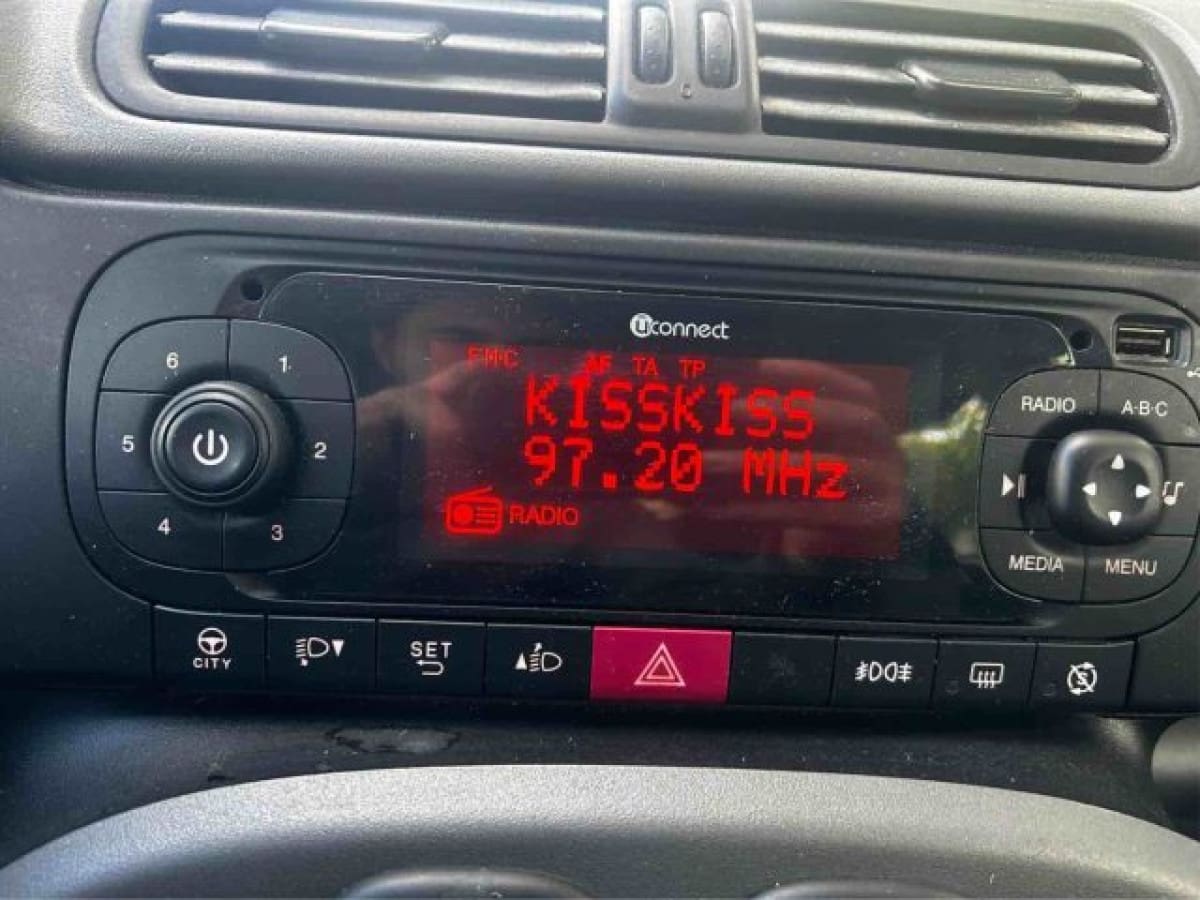 uconnect
FMC AF TA TP
KISSKISS
97.20 MHz
RADIO
6 1
5 2
4 3
RADIO A·B·C
MEDIA MENU
CITY
SET